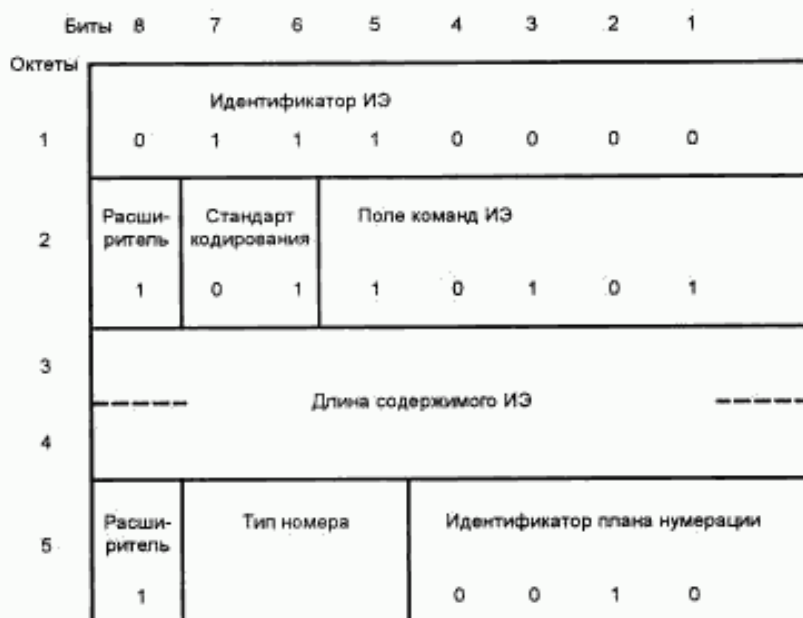 Биты 8 7 6 5 4 3 2 1
Октеты
Идентификатор ИЭ
1 0 1 1 1 0 0 0 0
Расши- Стандарт Поле команд ИЭ
2 ритель кодирования
1 0 1 1 0 1 0 1
3
Длина содержимого ИЭ
4
Расши- Тип номера Идентификатор плана нумерации
5 ритель
1 0 0 1 0